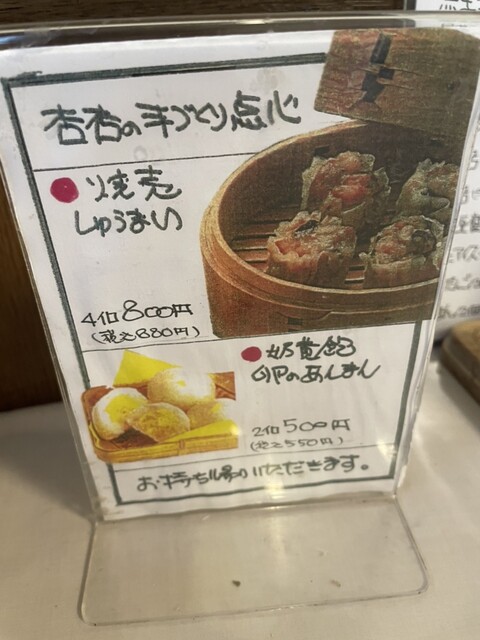 杏杏の手づくり点心
焼売
しゅうまい
4個800円
(税込880円)
奶黄飽
卵のあんまん
2個500円
(税込550円)
お持ち帰りいただきます。